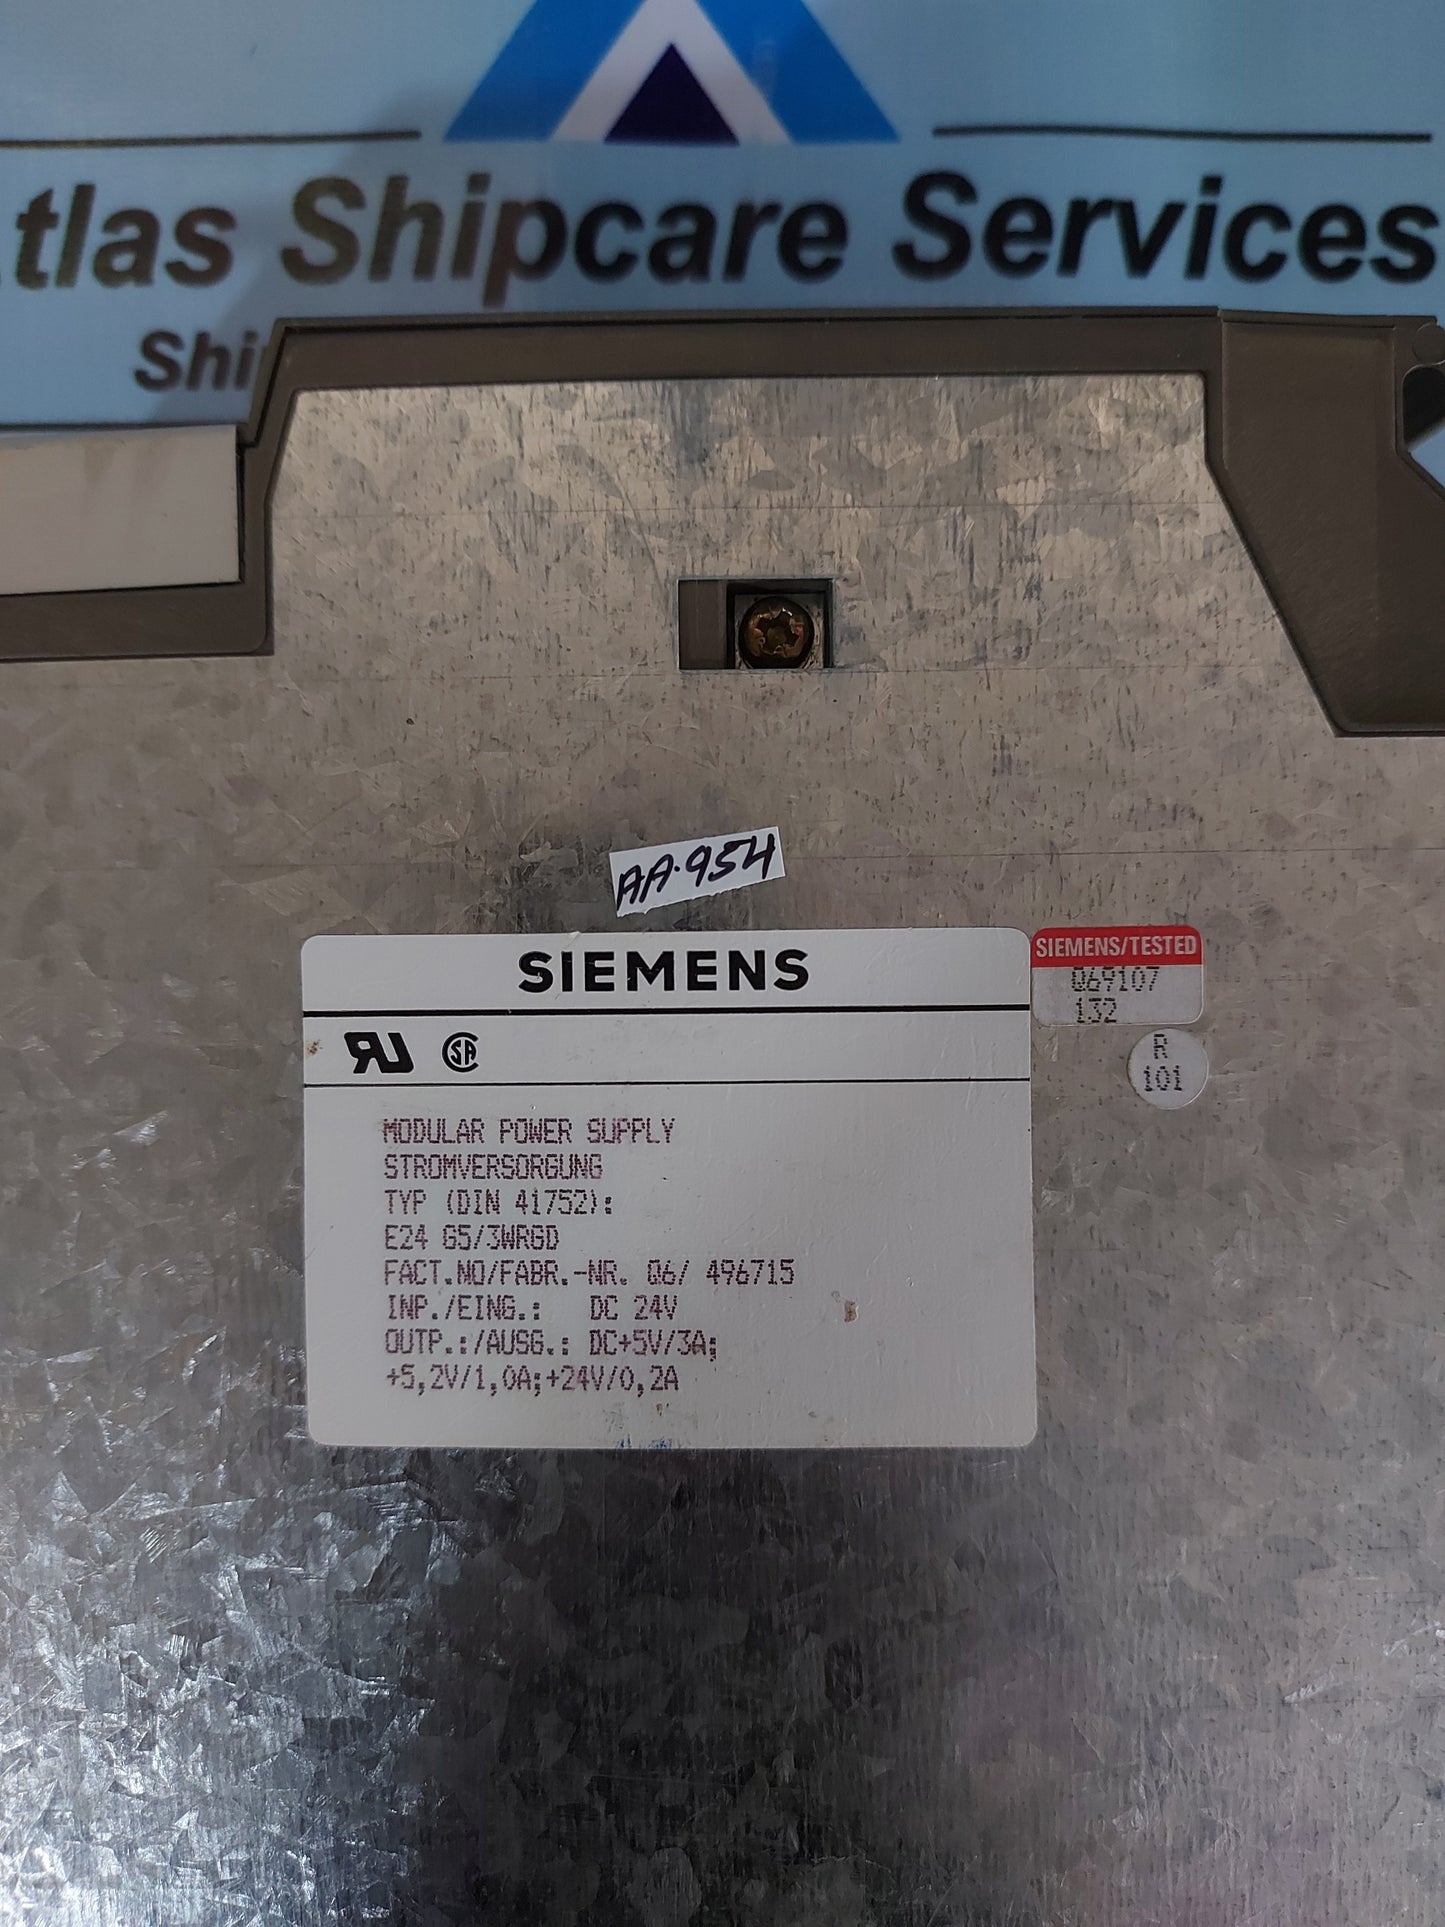 tlas Shipcare Services
Shi
AA-954
SIEMENS
SIEMENS/TESTED
Q69107
132
R
101
MODULAR POWER SUPPLY
STROMVERSORGUNG
TYP (DIN 41752):
E24 G5/3WRGD
FACT.NO/FABR.-NR. Q6/ 496715
INP./EING.: DC 24V
OUTP.:/AUSG.: DC+5V/3A;
+5,2V/1,0A;+24V/0,2A